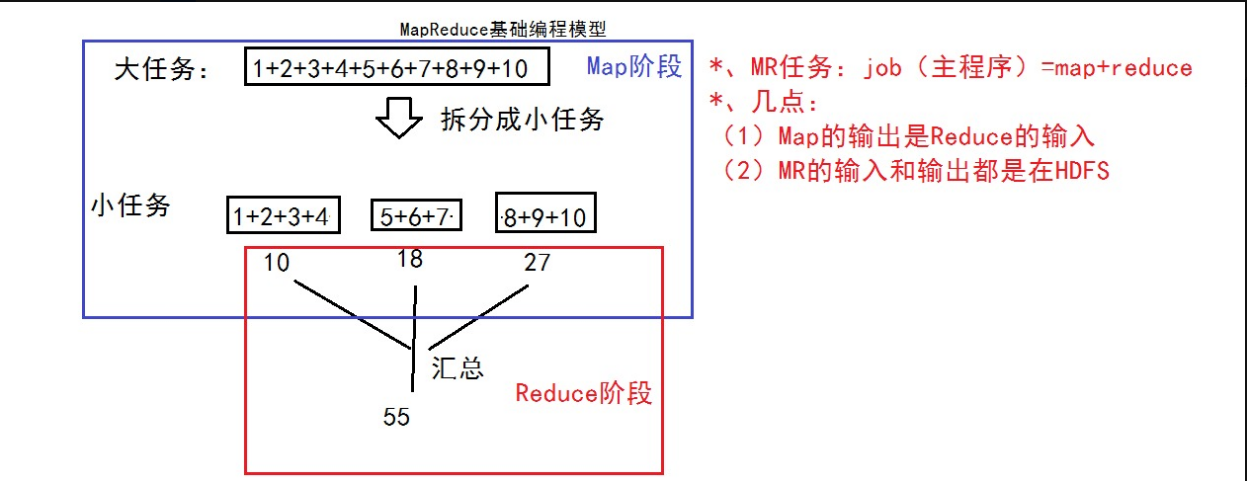 MapReduce基础编程模型
大任务：
1+2+3+4+5+6+7+8+9+10
Map阶段
拆分成小任务
小任务
1+2+3+4
5+6+7
8+9+10
10
18
27
汇总
Reduce阶段
55
*、MR任务：job（主程序）=map+reduce
*、几点：
（1）Map的输出是Reduce的输入
（2）MR的输入和输出都是在HDFS